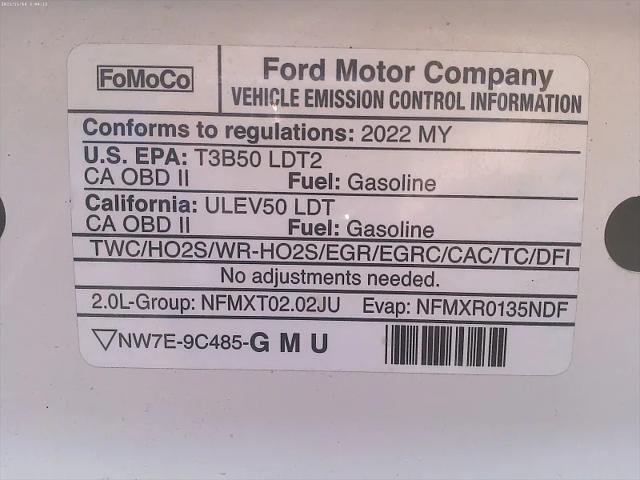 FoMoCo
Ford Motor Company
VEHICLE EMISSION CONTROL INFORMATION
Conforms to regulations: 2022 MY
U.S. EPA: T3B50 LDT2
CA OBD II Fuel: Gasoline
California: ULEV50 LDT
CA OBD II Fuel: Gasoline
TWC/HO2S/WR-HO2S/EGR/EGRC/CAC/TC/DFI
No adjustments needed.
2.0L-Group: NFMXT02.02JU Evap: NFMXR0135NDF
NW7E-9C485-G M U